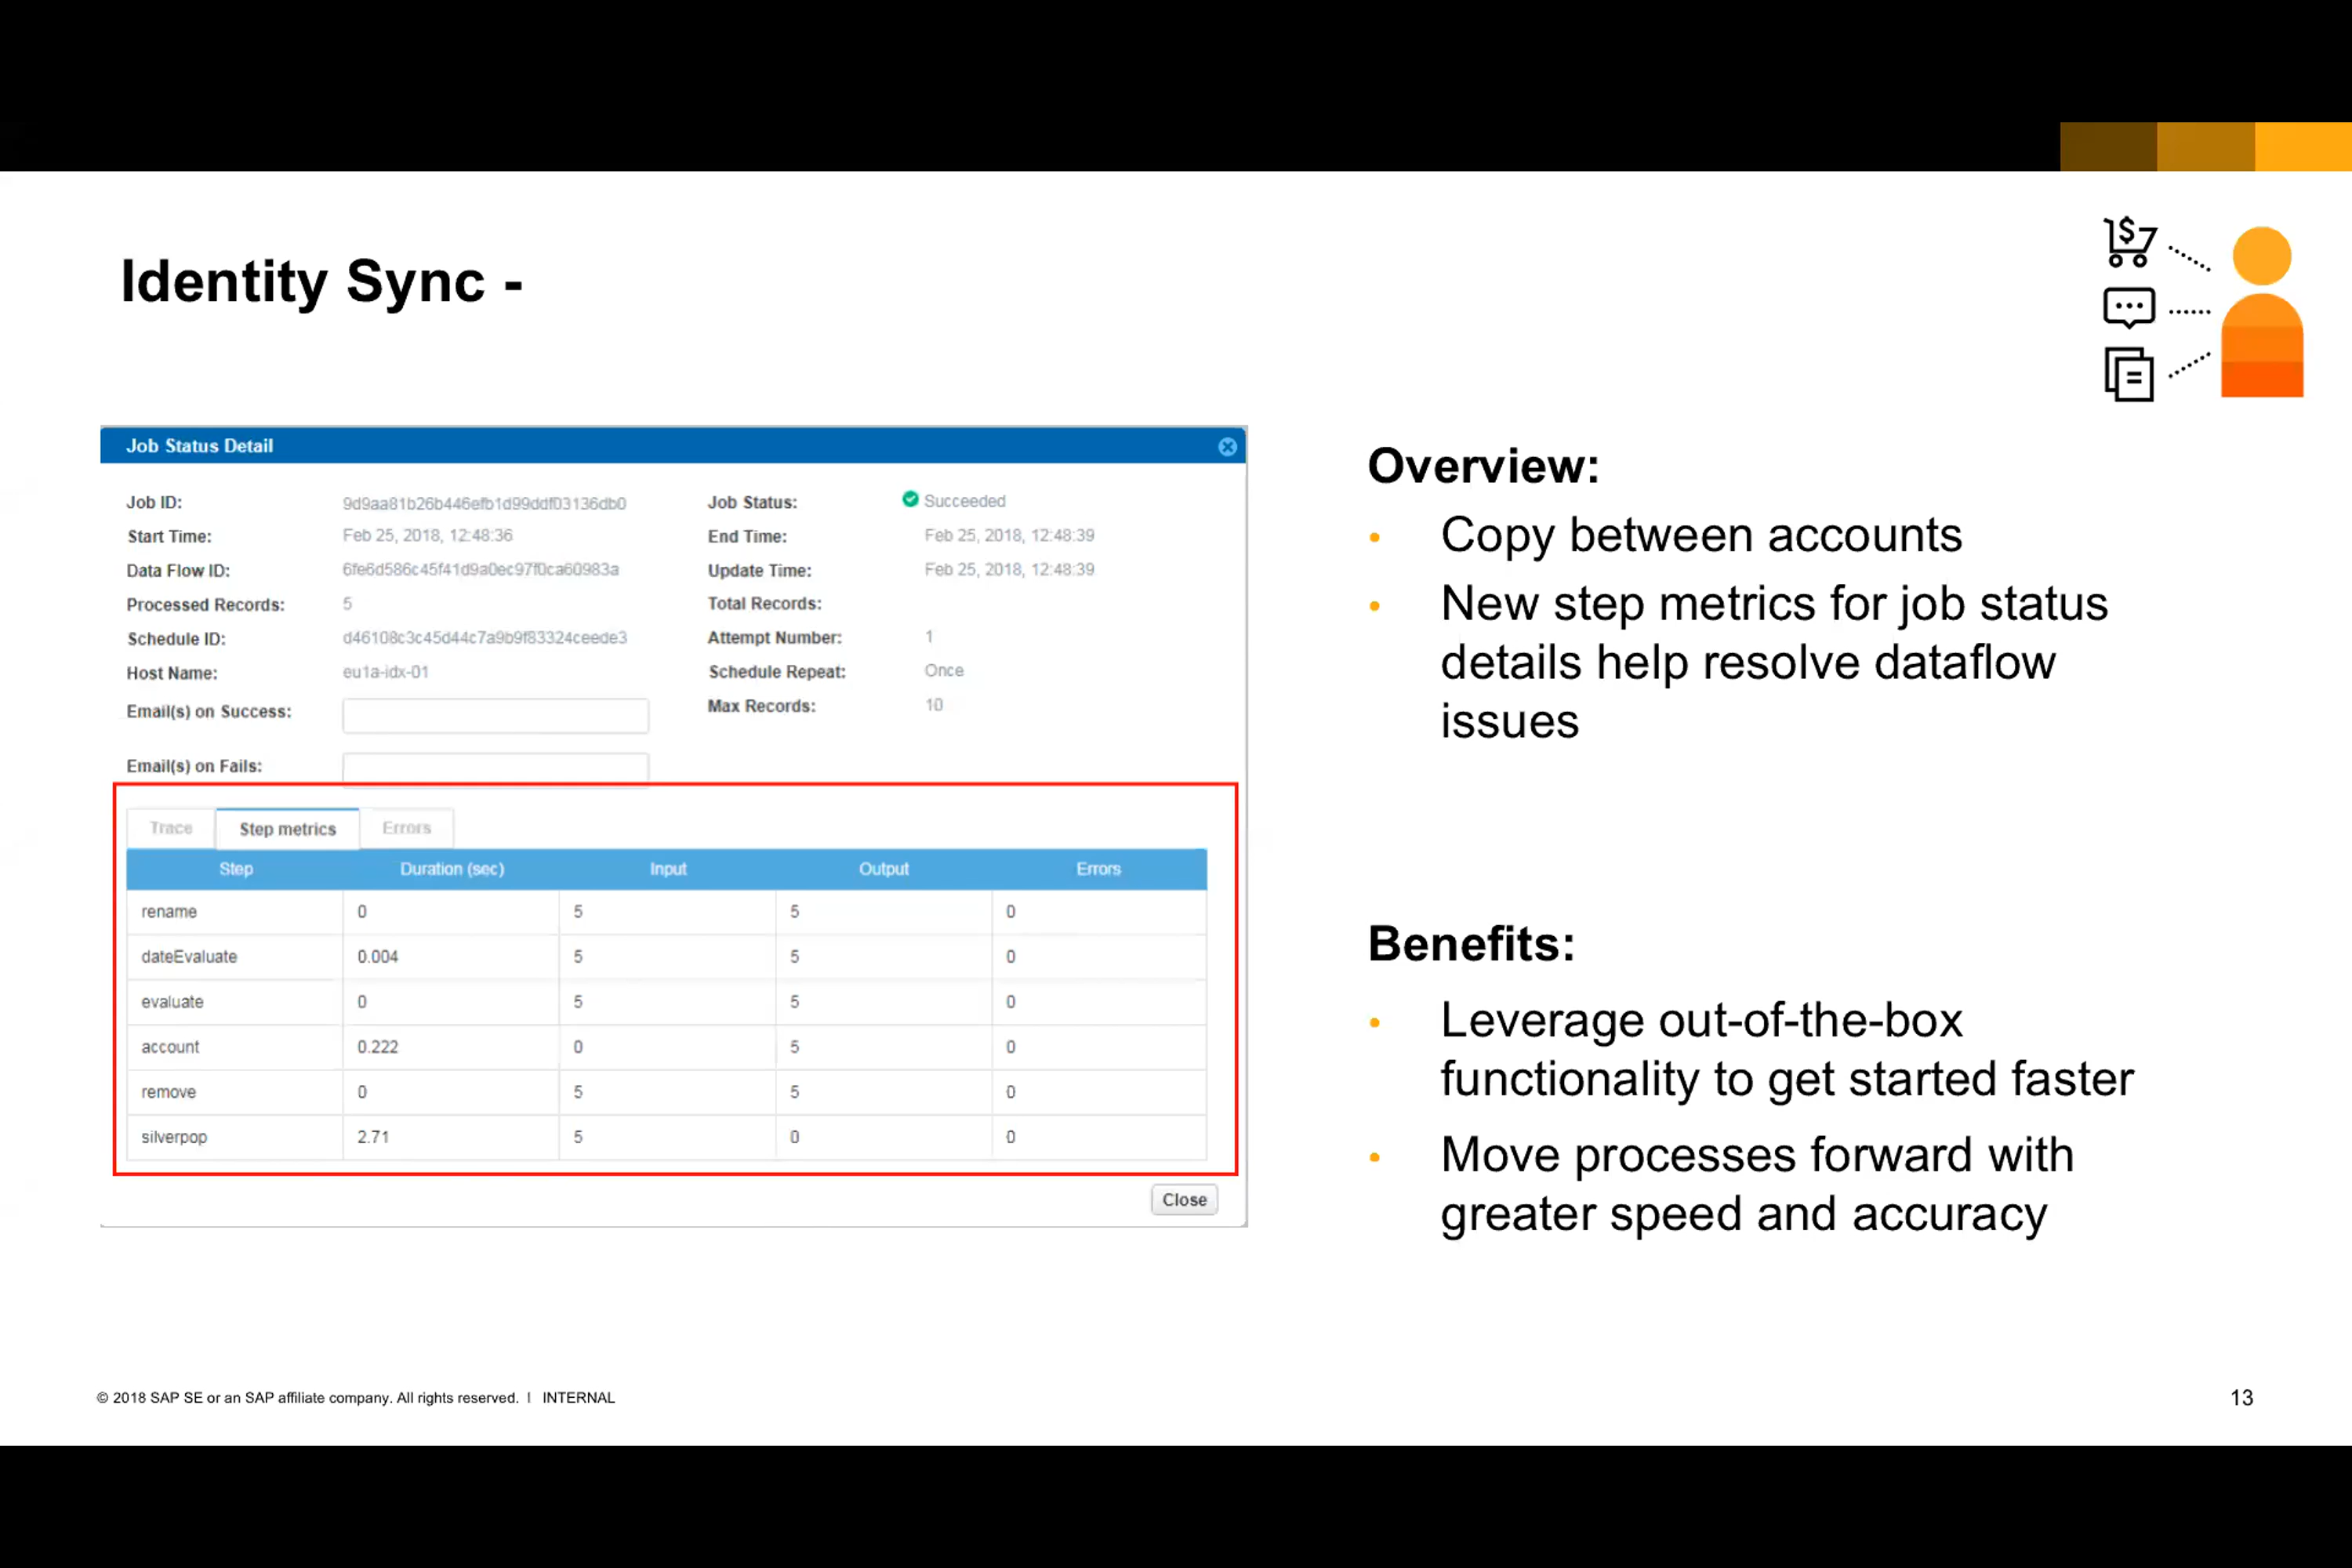 Identity Sync -
Job Status Detail
Job ID: 9d9aa81b26b446efb1d99ddf03136db0 Job Status: Succeeded
Start Time: Feb 25, 2018, 12:48:36 End Time: Feb 25, 2018, 12:48:39
Data Flow ID: 6fe6d586c45f41d9a0ec97f0ca60983a Update Time: Feb 25, 2018, 12:48:39
Processed Records: 5 Total Records:
Schedule ID: d46108c3c45d44c7a9b9f83324ceede3 Attempt Number: 1
Host Name: eu1a-idx-01 Schedule Repeat: Once
Email(s) on Success: Max Records: 10
Email(s) on Fails:
Trace Step metrics Errors
Step Duration (sec) Input Output Errors
rename 0 5 5 0
dateEvaluate 0.004 5 5 0
evaluate 0 5 5 0
account 0.222 0 5 0
remove 0 5 5 0
silverpop 2.71 5 0 0
Close
Overview:
• Copy between accounts
• New step metrics for job status
details help resolve dataflow
issues
Benefits:
• Leverage out-of-the-box
functionality to get started faster
• Move processes forward with
greater speed and accuracy
© 2018 SAP SE or an SAP affiliate company. All rights reserved. | INTERNAL
13